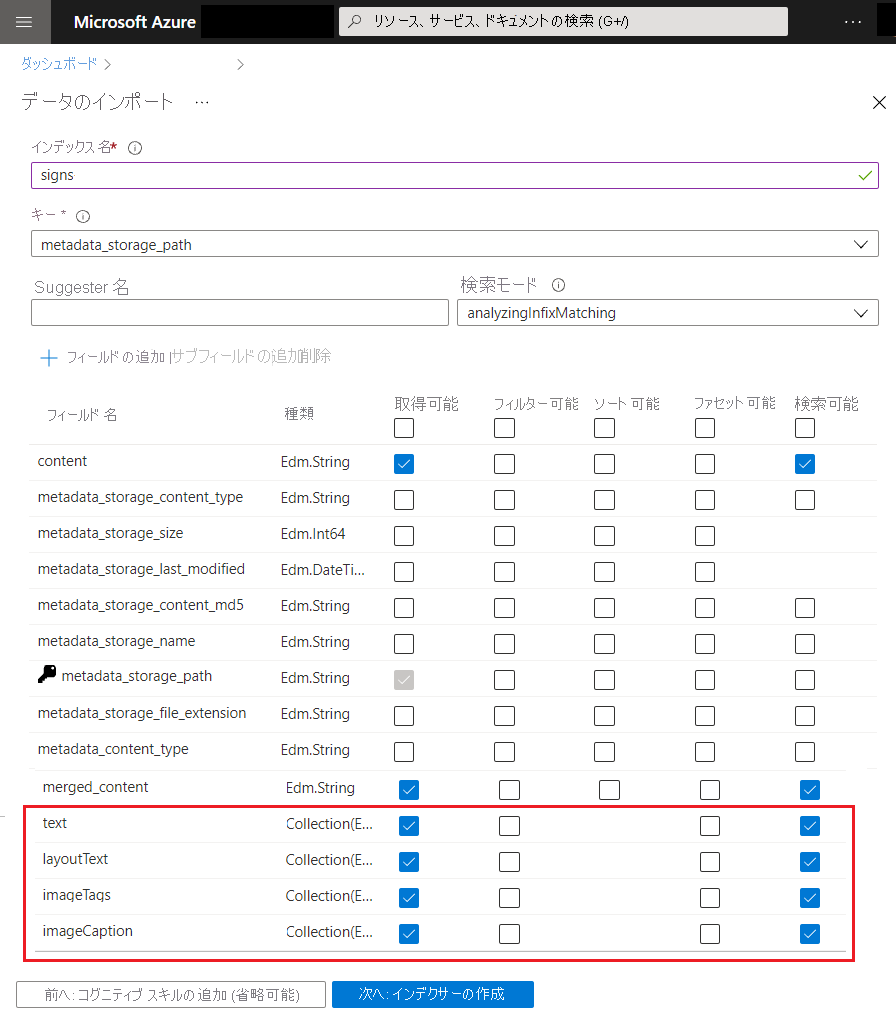 Microsoft Azure
リソース、サービス、ドキュメントの検索 (G+/)
...
ダッシュボード > >
データのインポート ...
インデックス 名*
signs
キー *
metadata_storage_path
Suggester 名 検索モード
analyzingInfixMatching
+ フィールド の追加 |サブフィールド の追加削除
フィールド 名 種類 取得可能 フィルター 可能 ソート 可能 ファセット 可能 検索可能
content Edm.String
metadata_storage_content_type Edm.String
metadata_storage_size Edm.Int64
metadata_storage_last_modified Edm.DateTi...
metadata_storage_content_md5 Edm.String
metadata_storage_name Edm.String
metadata_storage_path Edm.String
metadata_storage_file_extension Edm.String
metadata_content_type Edm.String
merged_content Edm.String
text Collection(E...
layoutText Collection(E...
imageTags Collection(E...
imageCaption Collection(E...
前へ: コグニティブ スキルの追加 (省略可能) 次へ: インデクサーの作成